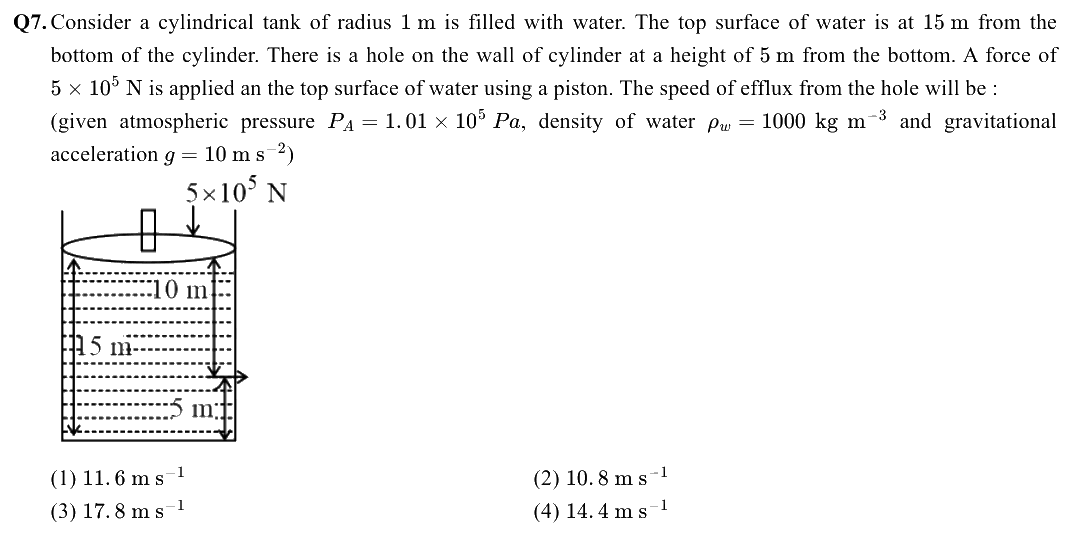 Q7. Consider a cylindrical tank of radius 1 m is filled with water. The top surface of water is at 15 m from the
bottom of the cylinder. There is a hole on the wall of cylinder at a height of 5 m from the bottom. A force of
5 × 10⁵ N is applied an the top surface of water using a piston. The speed of efflux from the hole will be :
(given atmospheric pressure P_A = 1.01 × 10⁵ Pa, density of water ρ_w = 1000 kg m⁻³ and gravitational
acceleration g = 10 m s⁻²)
5×10⁵ N
10 m
15 m
5 m
(1) 11.6 m s⁻¹ (2) 10.8 m s⁻¹
(3) 17.8 m s⁻¹ (4) 14.4 m s⁻¹